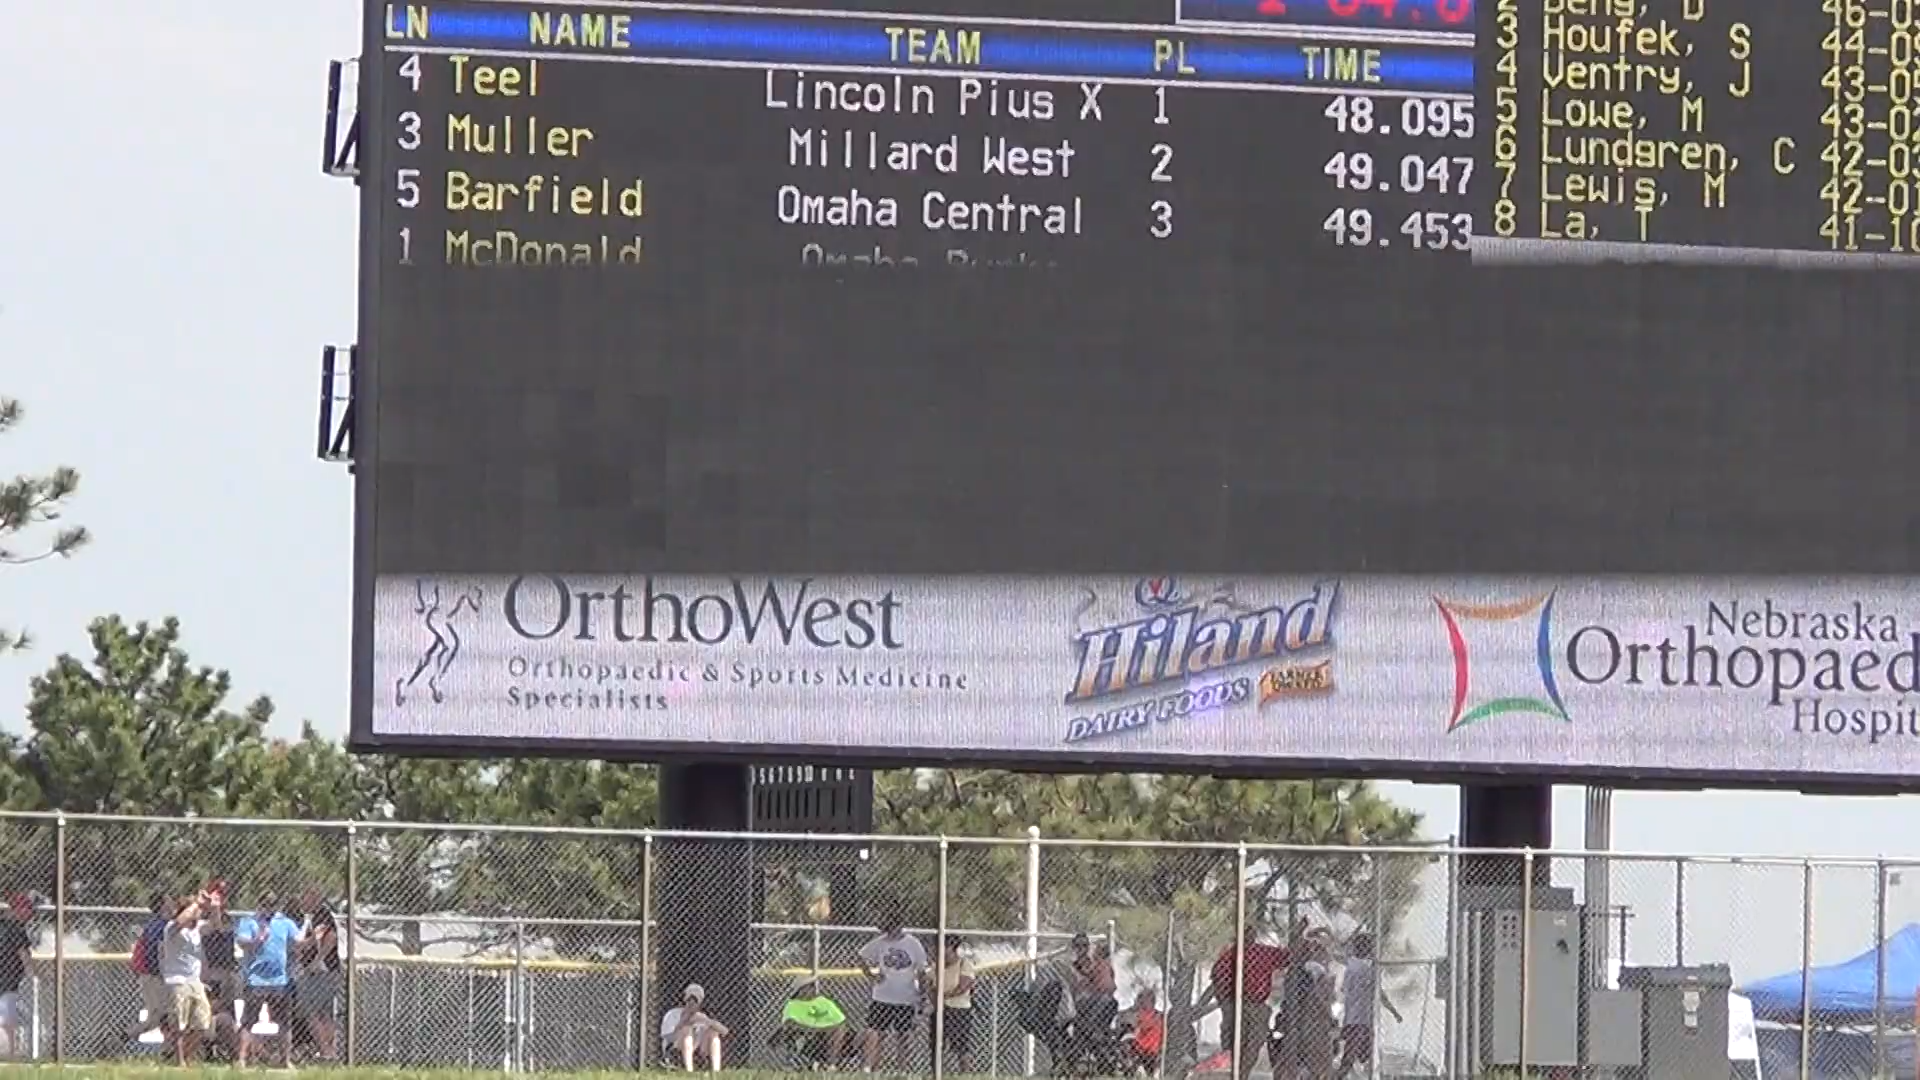 LN NAME TEAM PL TIME
4 Teel Lincoln Pius X 1 48.095
3 Muller Millard West 2 49.047
5 Barfield Omaha Central 3 49.453
1 McDonald Omaha
3 Houfek, S
4 Ventry, J
5 Lowe, M
6 Lundgren, C
7 Lewis, M
8 La, T
OrthoWest
Orthopaedic & Sports Medicine
Specialists
Hiland
DAIRY FOODS
Nebraska
Orthopaed
Hospit